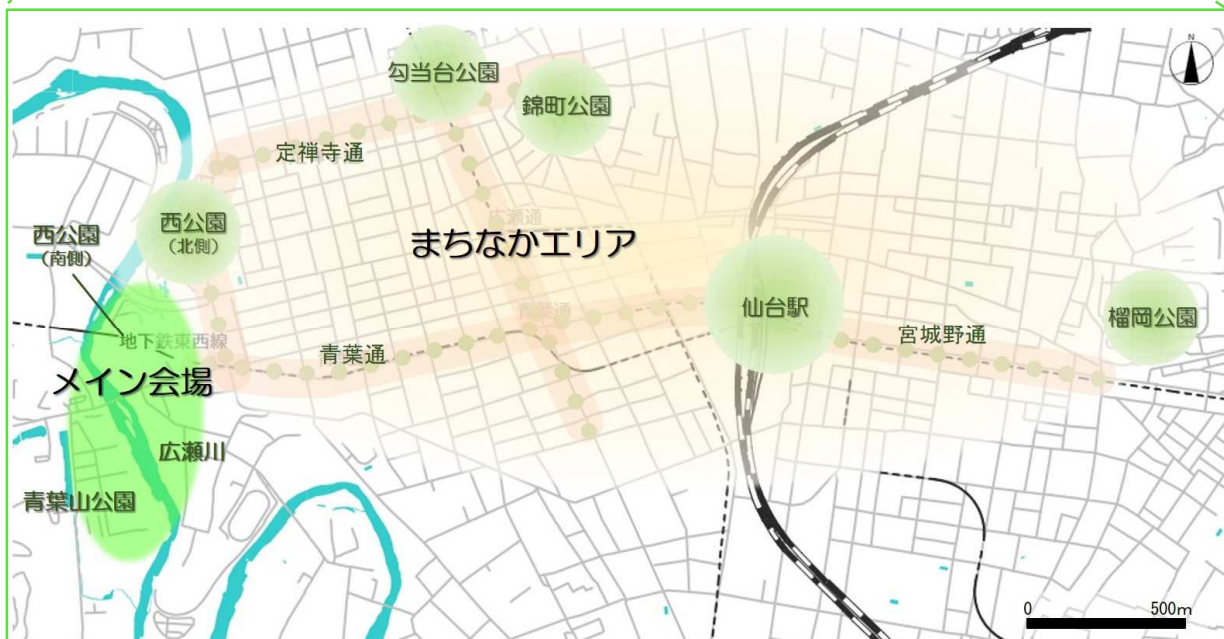 N
勾当台公園
錦町公園
定禅寺通
西公園
(北側)
西公園
(南側)
広瀬通
まちなかエリア
仙台駅
榴岡公園
青葉通
宮城野通
地下鉄東西線
青葉通
メイン会場
広瀬川
青葉山公園
0 500m